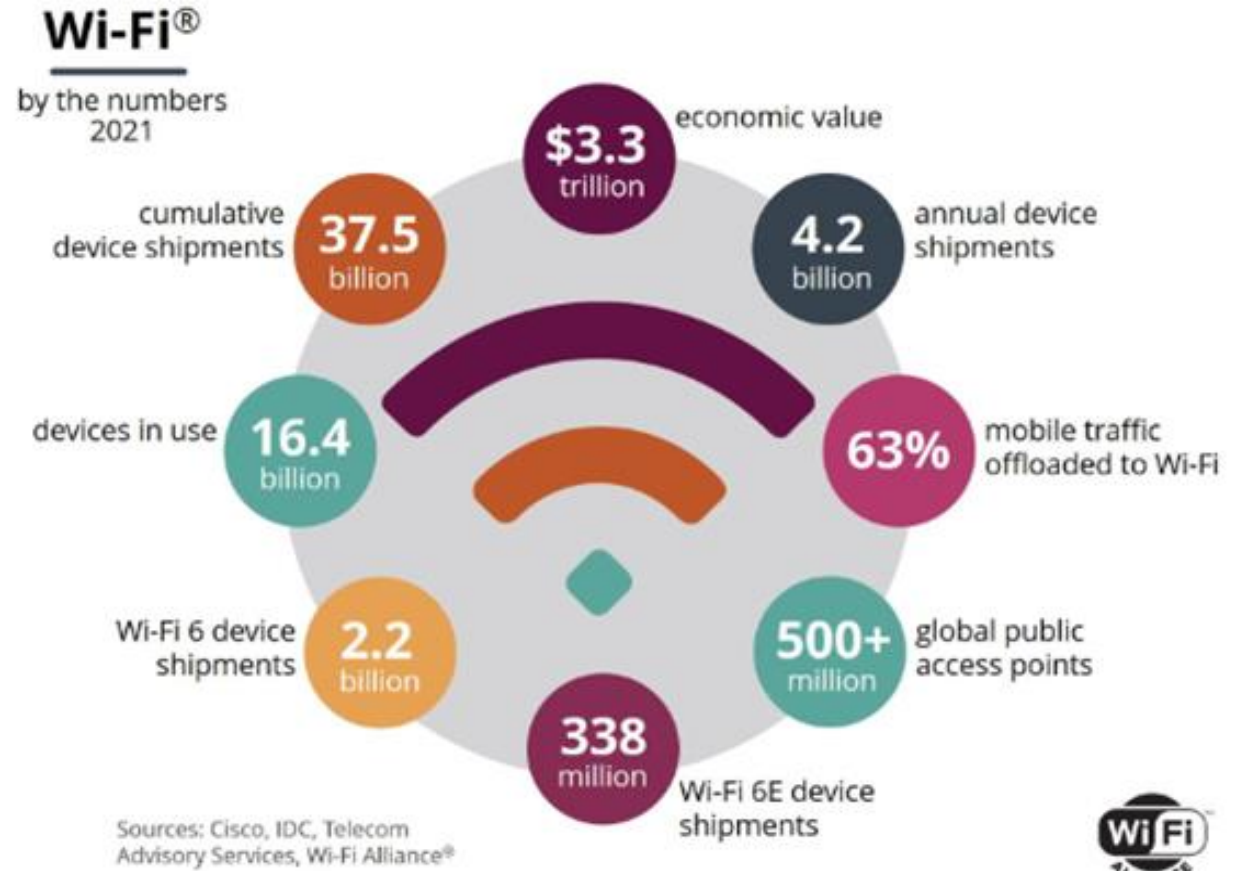 Wi-Fi®
by the numbers
2021
$3.3
trillion
economic value
4.2
billion
annual device
shipments
63%
mobile traffic
offloaded to Wi-Fi
500+
million
global public
access points
338
million
Wi-Fi 6E device
shipments
Wi-Fi 6 device
shipments
2.2
billion
devices in use
16.4
billion
cumulative
device shipments
37.5
billion
Sources: Cisco, IDC, Telecom
Advisory Services, Wi-Fi Alliance®
Wi Fi